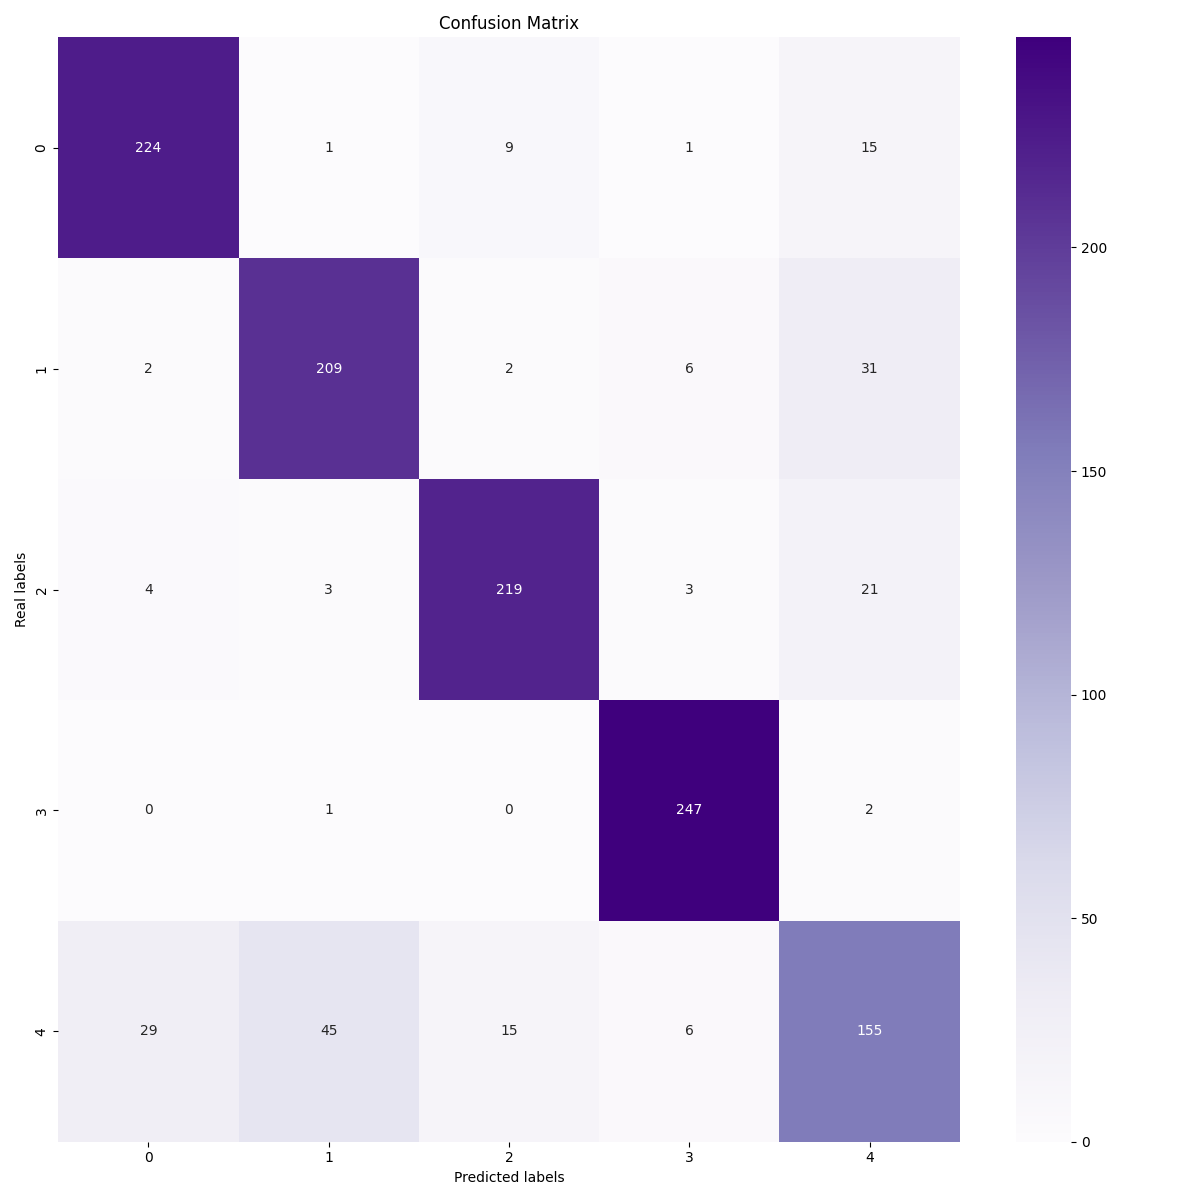 Confusion Matrix
0 224 1 9 1 15
1 2 209 2 6 31
2 4 3 219 3 21
3 0 1 0 247 2
4 29 45 15 6 155
0 1 2 3 4
Real labels
Predicted labels
200
150
100
50
0